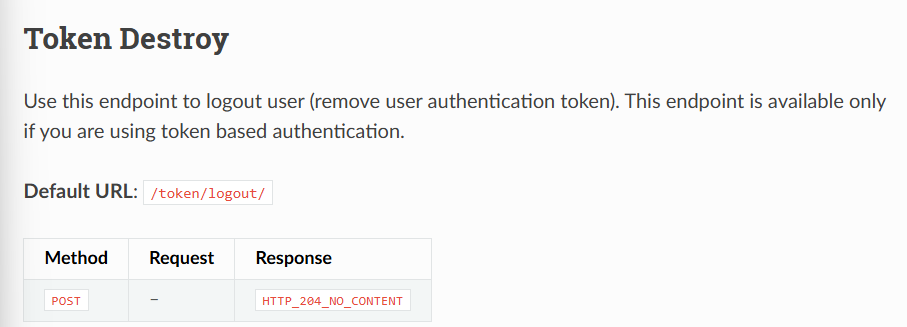 Token Destroy
Use this endpoint to logout user (remove user authentication token). This endpoint is available only
if you are using token based authentication.
Default URL: /token/logout/
Method Request Response
POST – HTTP_204_NO_CONTENT